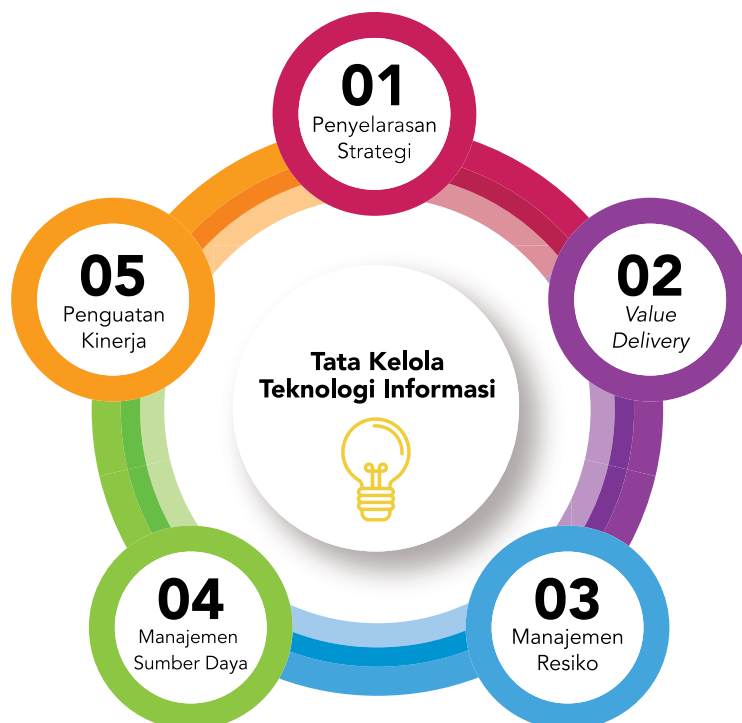 01
Penyelarasan
Strategi
02
Value
Delivery
03
Manajemen
Resiko
04
Manajemen
Sumber Daya
05
Penguatan
Kinerja
Tata Kelola
Teknologi Informasi